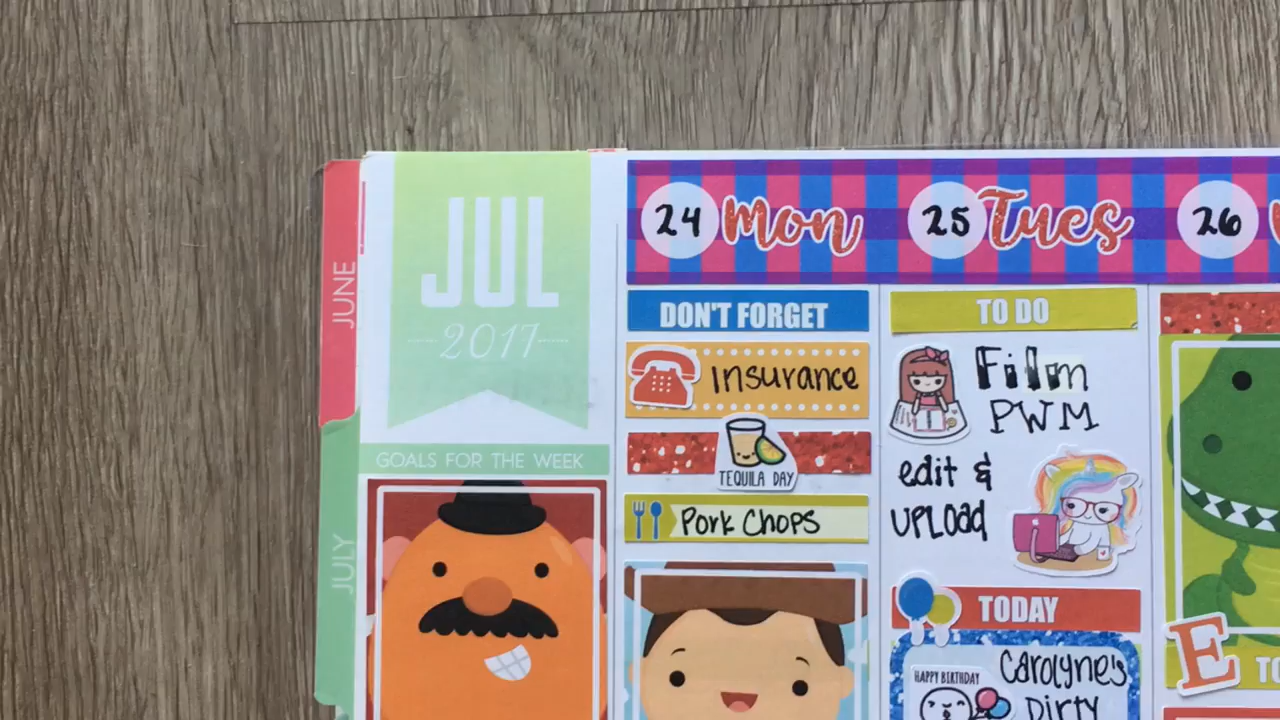 JUNE
JULY
JUL
2017
GOALS FOR THE WEEK
24 Mon
DON'T FORGET
Insurance
TEQUILA DAY
Pork Chops
25 Tues
TO DO
Film
PWM
edit &
UPLOAD
TODAY
HAPPY BIRTHDAY
Carolyne's
Dirty
26
E
TO